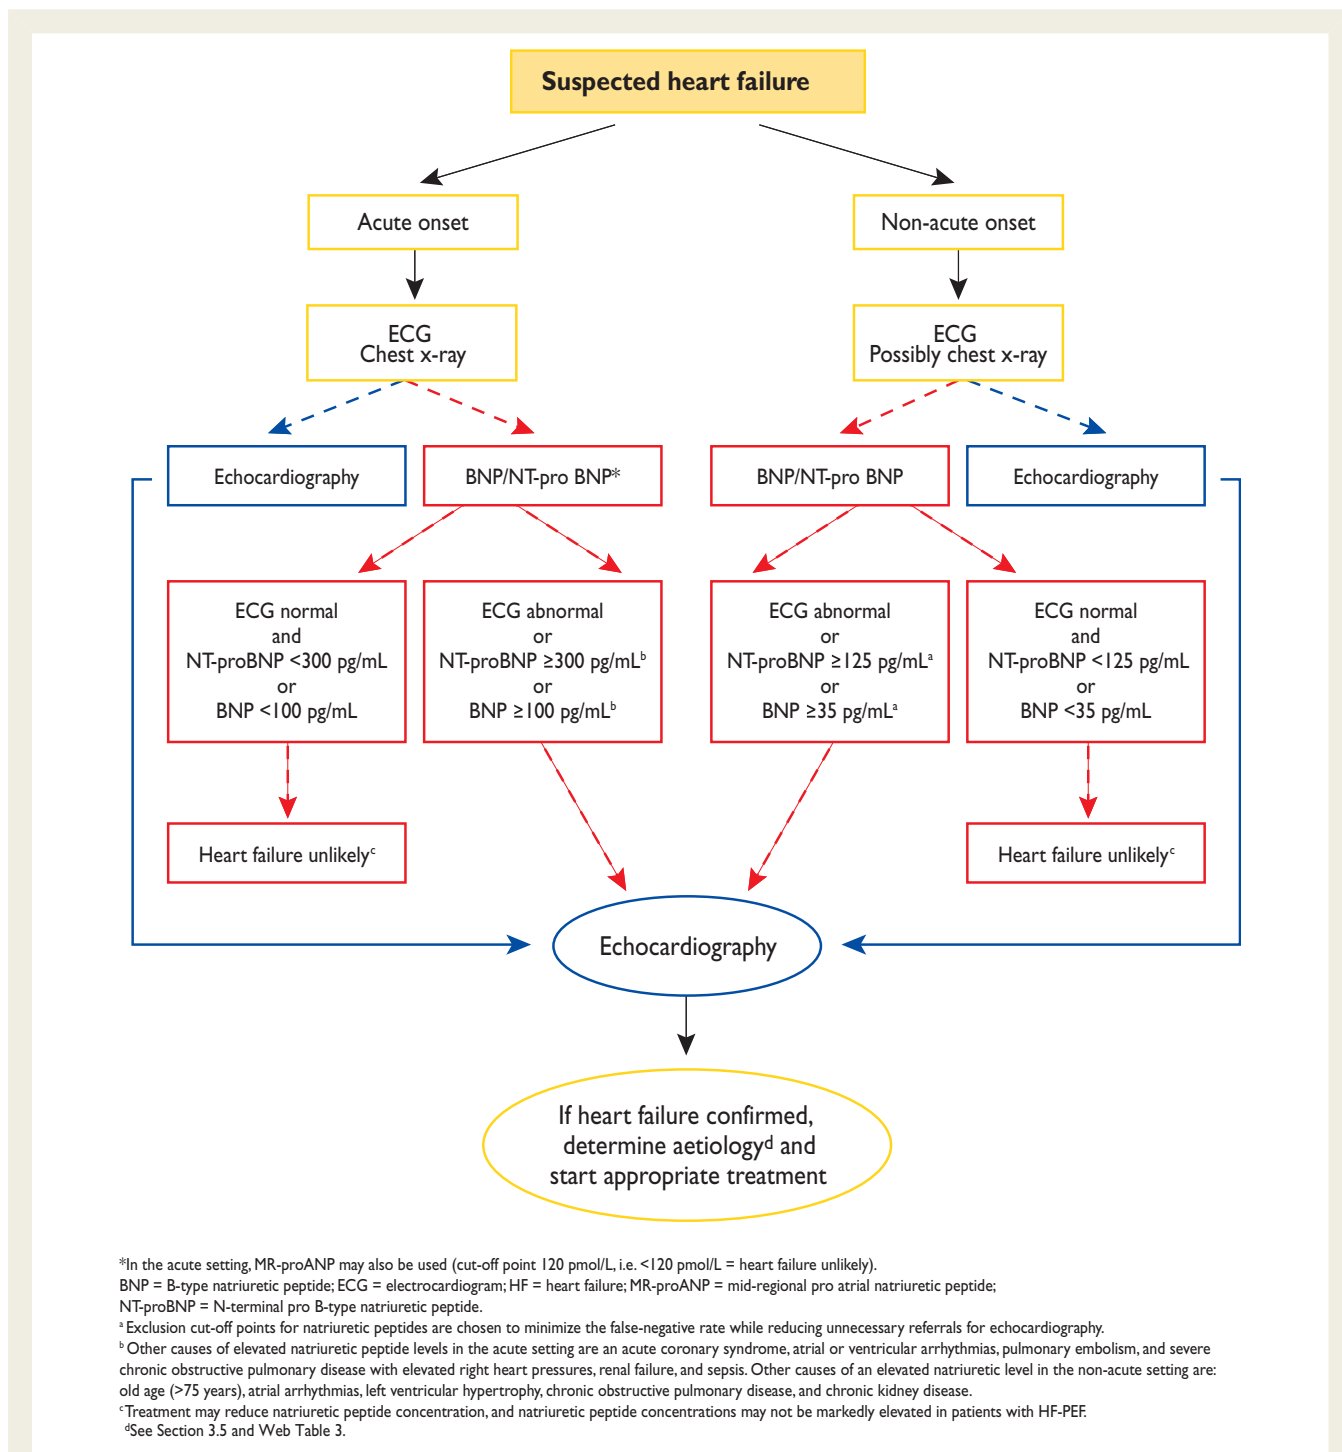 Suspected heart failure
Acute onset
Non-acute onset
ECG
Chest x-ray
ECG
Possibly chest x-ray
Echocardiography
BNP/NT-pro BNP*
BNP/NT-pro BNP
Echocardiography
ECG normal
and
NT-proBNP <300 pg/mL
or
BNP <100 pg/mL
ECG abnormal
or
NT-proBNP ≥300 pg/mLᵇ
or
BNP ≥100 pg/mLᵇ
ECG abnormal
or
NT-proBNP ≥125 pg/mLᵃ
or
BNP ≥35 pg/mLᵃ
ECG normal
and
NT-proBNP <125 pg/mL
or
BNP <35 pg/mL
Heart failure unlikelyᶜ
Heart failure unlikelyᶜ
Echocardiography
If heart failure confirmed,
determine aetiologyᵈ and
start appropriate treatment
*In the acute setting, MR-proANP may also be used (cut-off point 120 pmol/L, i.e. <120 pmol/L = heart failure unlikely).
BNP = B-type natriuretic peptide; ECG = electrocardiogram; HF = heart failure; MR-proANP = mid-regional pro atrial natriuretic peptide;
NT-proBNP = N-terminal pro B-type natriuretic peptide.
ᵃ Exclusion cut-off points for natriuretic peptides are chosen to minimize the false-negative rate while reducing unnecessary referrals for echocardiography.
ᵇ Other causes of elevated natriuretic peptide levels in the acute setting are an acute coronary syndrome, atrial or ventricular arrhythmias, pulmonary embolism, and severe
chronic obstructive pulmonary disease with elevated right heart pressures, renal failure, and sepsis. Other causes of an elevated natriuretic level in the non-acute setting are:
old age (>75 years), atrial arrhythmias, left ventricular hypertrophy, chronic obstructive pulmonary disease, and chronic kidney disease.
ᶜ Treatment may reduce natriuretic peptide concentration, and natriuretic peptide concentrations may not be markedly elevated in patients with HF-PEF.
ᵈSee Section 3.5 and Web Table 3.